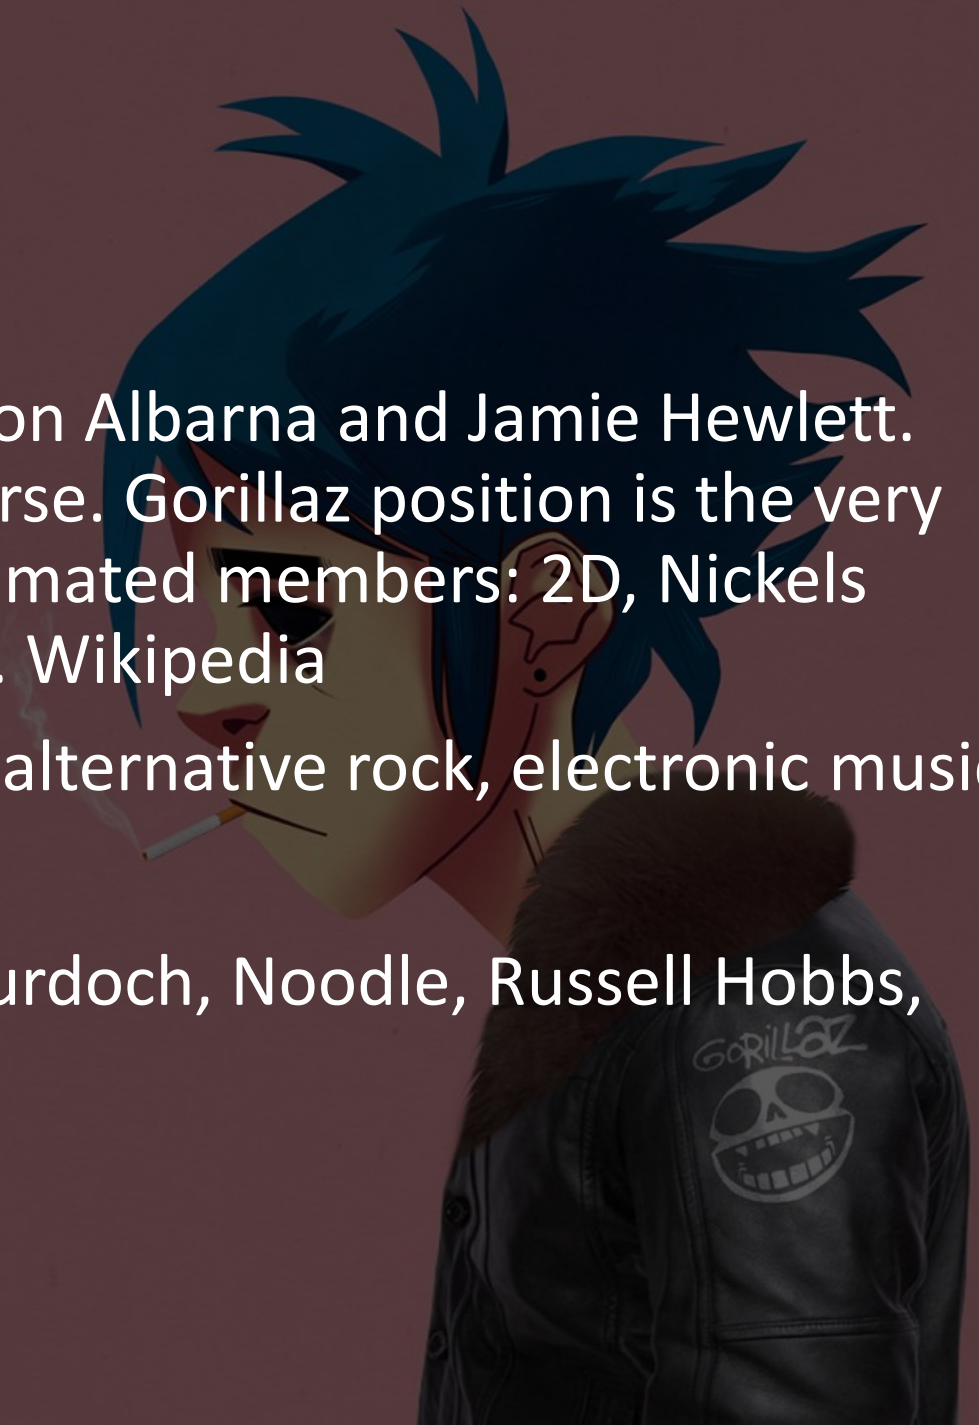 on Albarna and Jamie Hewlett.
rse. Gorillaz position is the very
mated members: 2D, Nickels
. Wikipedia
alternative rock, electronic music
urdoch, Noodle, Russell Hobbs,
GORILLAZ